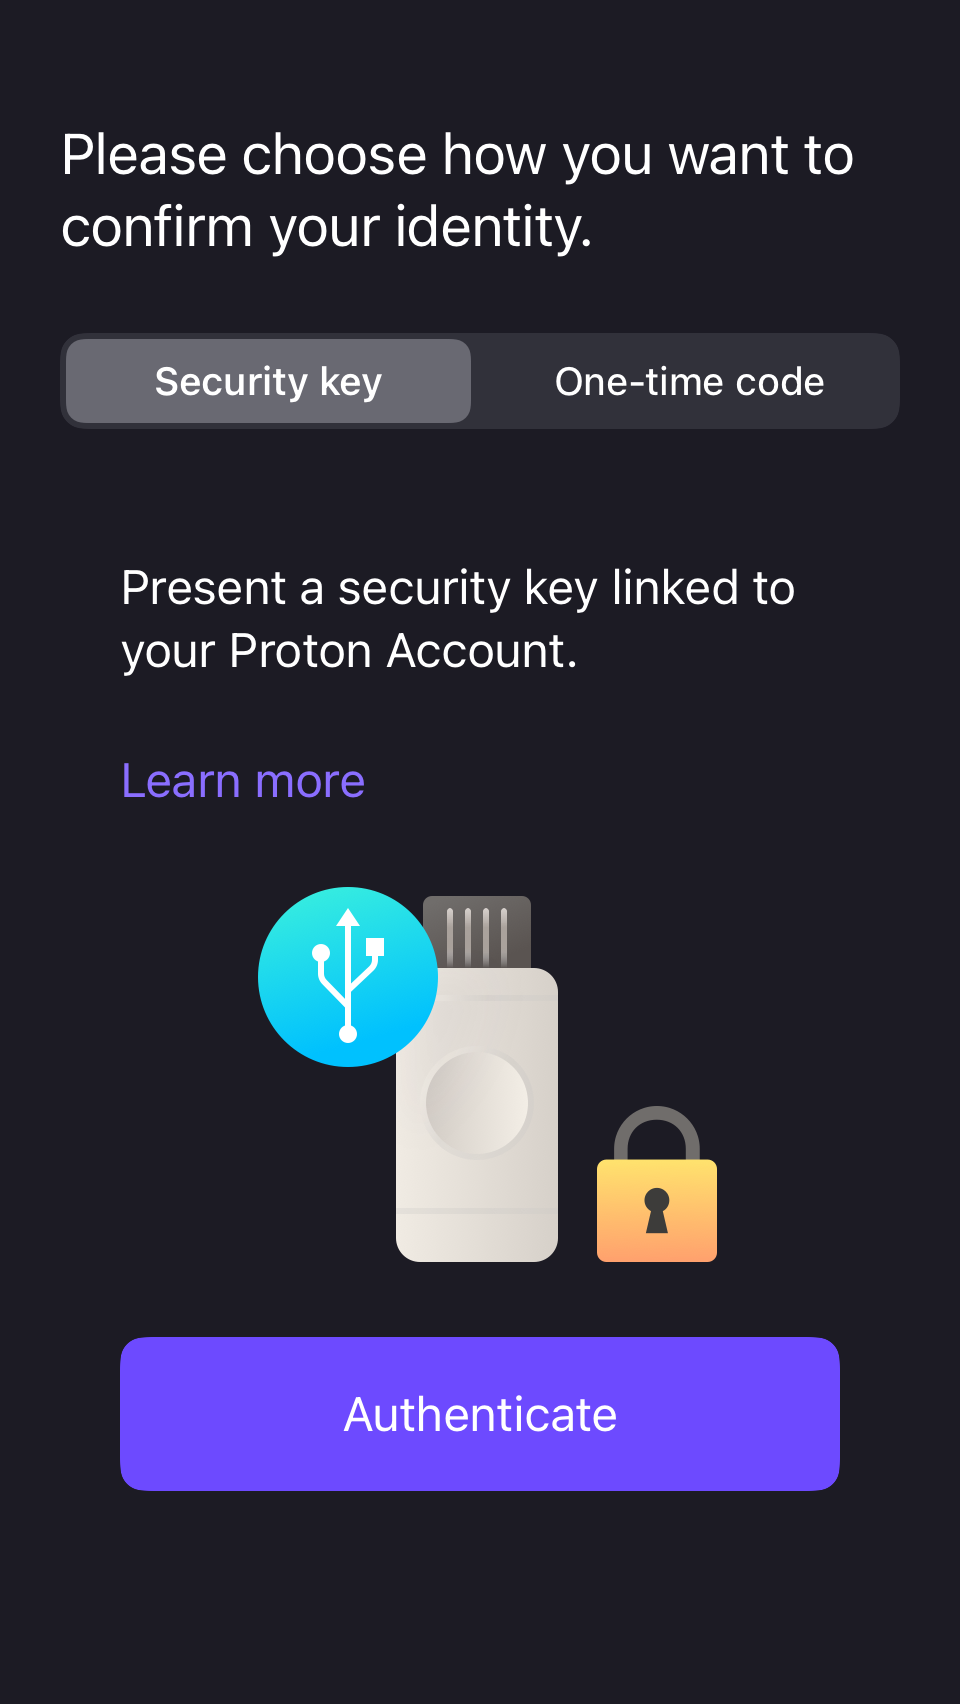 Please choose how you want to
confirm your identity.
Security key
One-time code
Present a security key linked to
your Proton Account.
Learn more
Authenticate